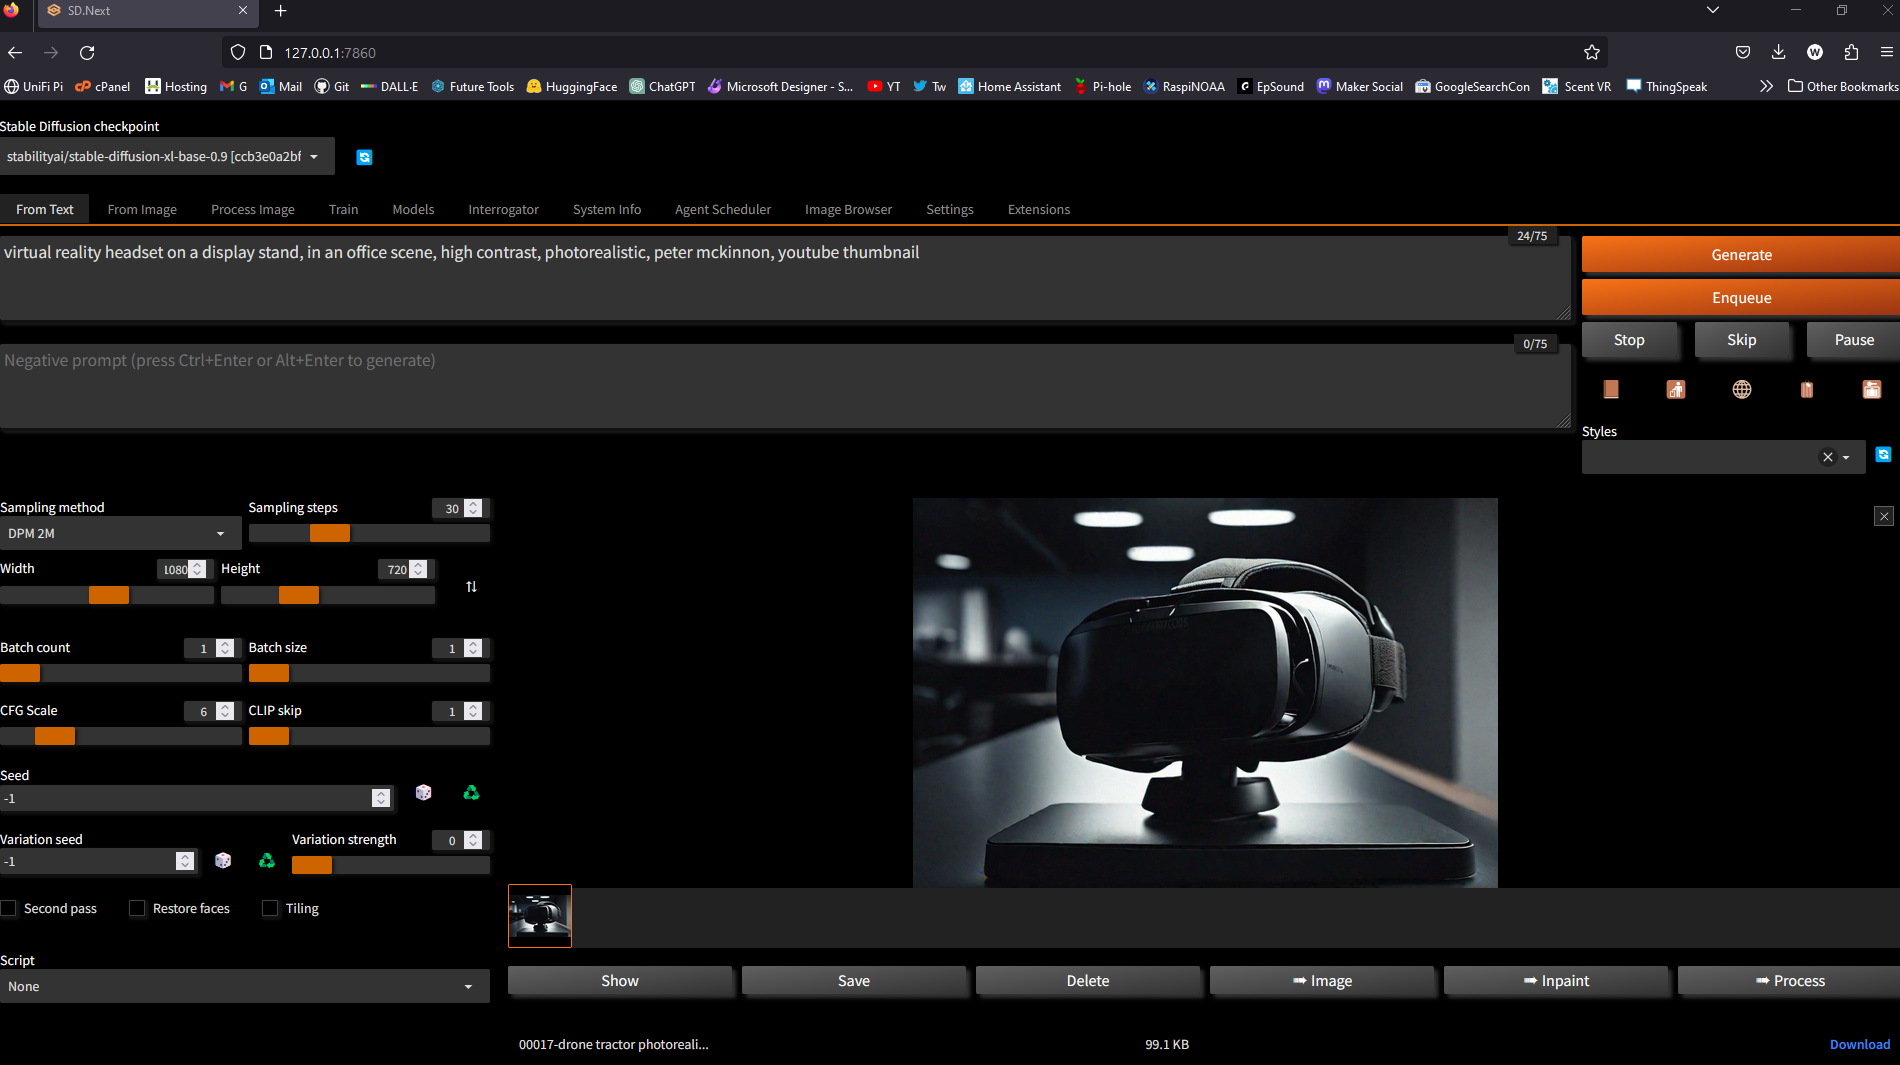 SD.Next
127.0.0.1:7860
UniFi Pi cPanel Hosting G Mail Git DALL·E Future Tools HuggingFace ChatGPT Microsoft Designer - S... YT Tw Home Assistant Pi-hole RaspiNOAA EpSound Maker Social GoogleSearchCon Scent VR ThingSpeak Other Bookmarks
Stable Diffusion checkpoint
stabilityai/stable-diffusion-xl-base-0.9 [ccb3e0a2bf
From Text From Image Process Image Train Models Interrogator System Info Agent Scheduler Image Browser Settings Extensions
24/75
virtual reality headset on a display stand, in an office scene, high contrast, photorealistic, peter mckinnon, youtube thumbnail
Generate
Enqueue
0/75
Negative prompt (press Ctrl+Enter or Alt+Enter to generate)
Stop Skip Pause
Styles
Sampling method Sampling steps 30
DPM 2M
Width 1080 Height 720
Batch count 1 Batch size 1
CFG Scale 6 CLIP skip 1
Seed
-1
Variation seed Variation strength 0
-1
Second pass Restore faces Tiling
Script
None
Show Save Delete ➠ Image ➠ Inpaint ➠ Process
00017-drone tractor photoreali... 99.1 KB Download